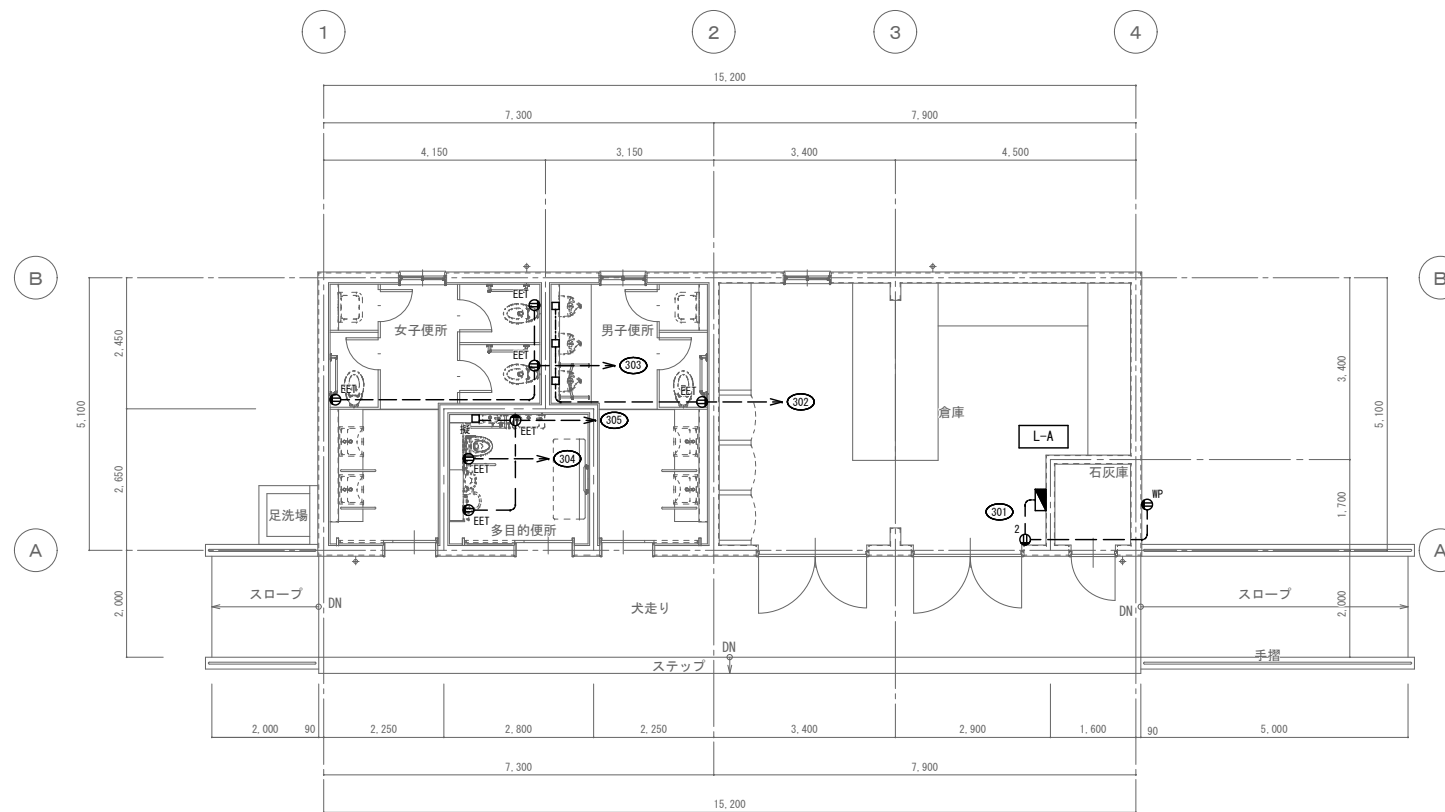 1
2
3
4
15,200
7,300
7,900
4,150
3,150
3,400
4,500
B
B
EET
女子便所
男子便所
2,450
3,400
EET
303
EET
EET
302
5,100
5,100
305
倉庫
擬
EET
L-A
304
石灰庫
EET
2,650
WP
1,700
足洗場
301
EET
多目的便所
2
A
A
スロープ
DN
犬走り
DN
スロープ
2,000
2,000
DN
手摺
ステップ
2,000
90
2,250
2,800
2,250
3,400
2,900
1,600
90
5,000
7,300
7,900
15,200